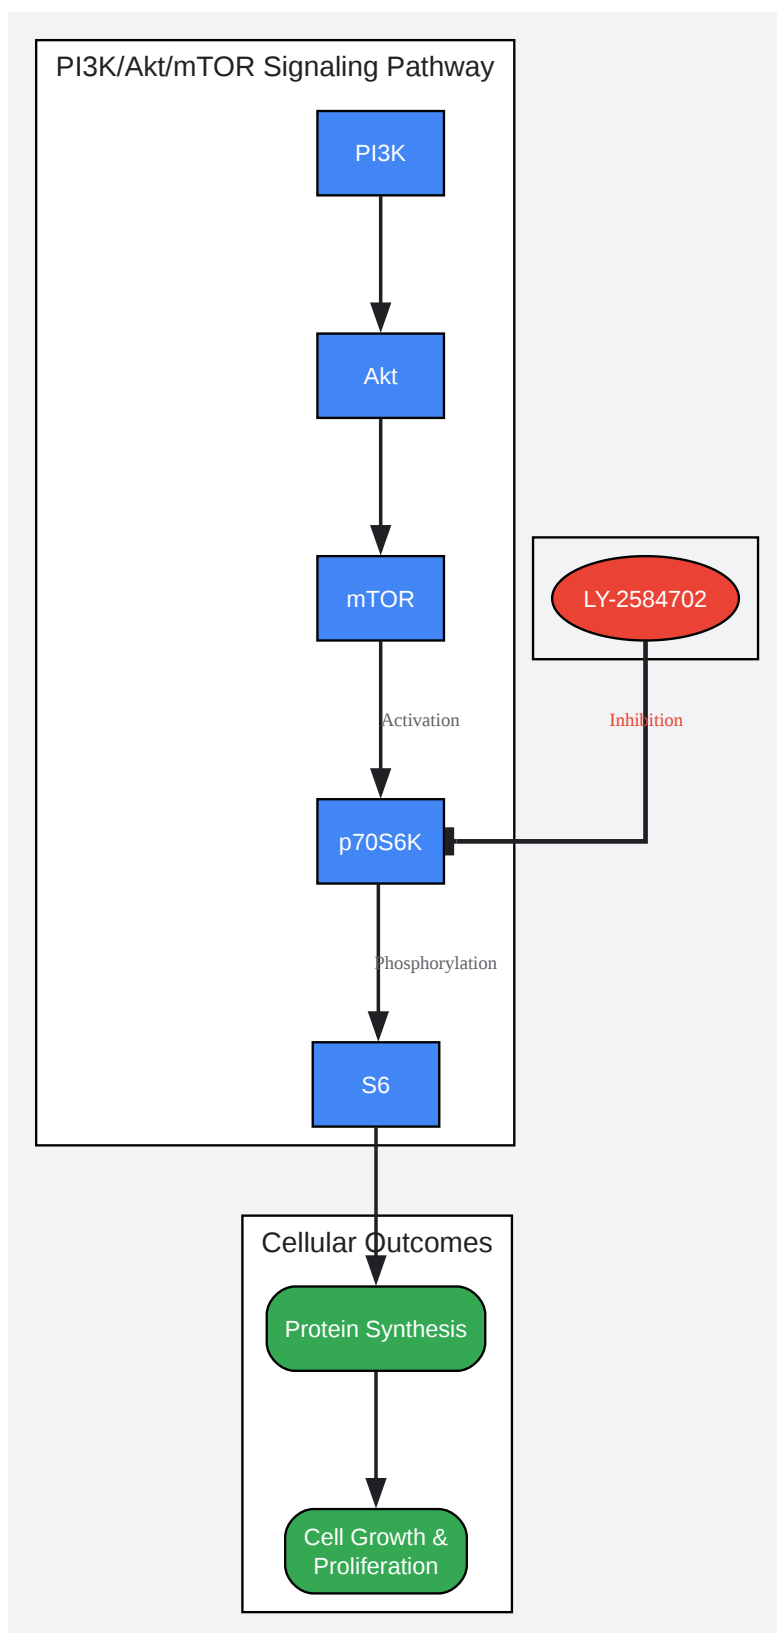 PI3K/Akt/mTOR Signaling Pathway
PI3K
Akt
mTOR
LY-2584702
Activation
Inhibition
p70S6K
Phosphorylation
S6
Cellular Outcomes
Protein Synthesis
Cell Growth &
Proliferation